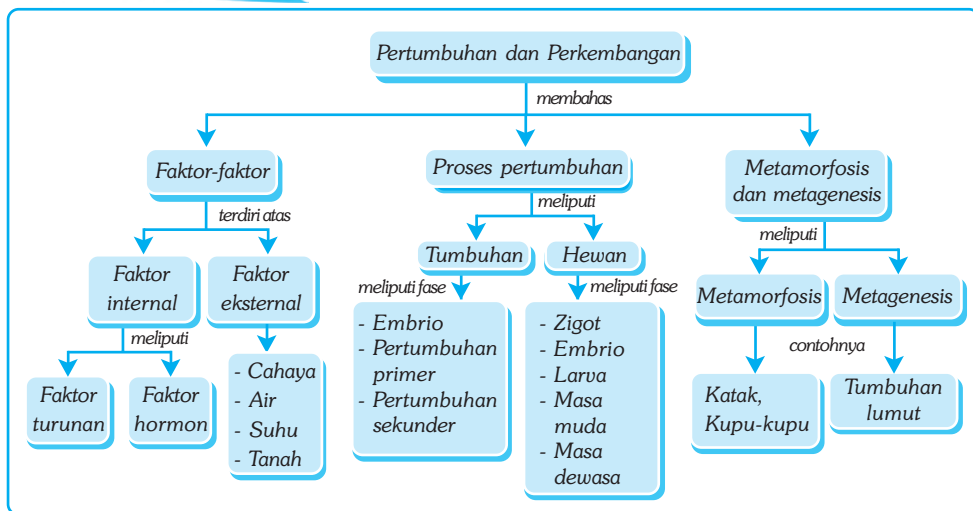 Pertumbuhan dan Perkembangan
membahas
Faktor-faktor
Proses pertumbuhan
Metamorfosis
dan metagenesis
terdiri atas
meliputi
meliputi
Faktor
internal
Faktor
eksternal
Tumbuhan
Hewan
Metamorfosis
Metagenesis
meliputi
meliputi fase
meliputi fase
contohnya
Faktor
turunan
Faktor
hormon
- Cahaya
- Air
- Suhu
- Tanah
- Embrio
- Pertumbuhan
primer
- Pertumbuhan
sekunder
- Zigot
- Embrio
- Larva
- Masa
muda
- Masa
dewasa
Katak,
Kupu-kupu
Tumbuhan
lumut